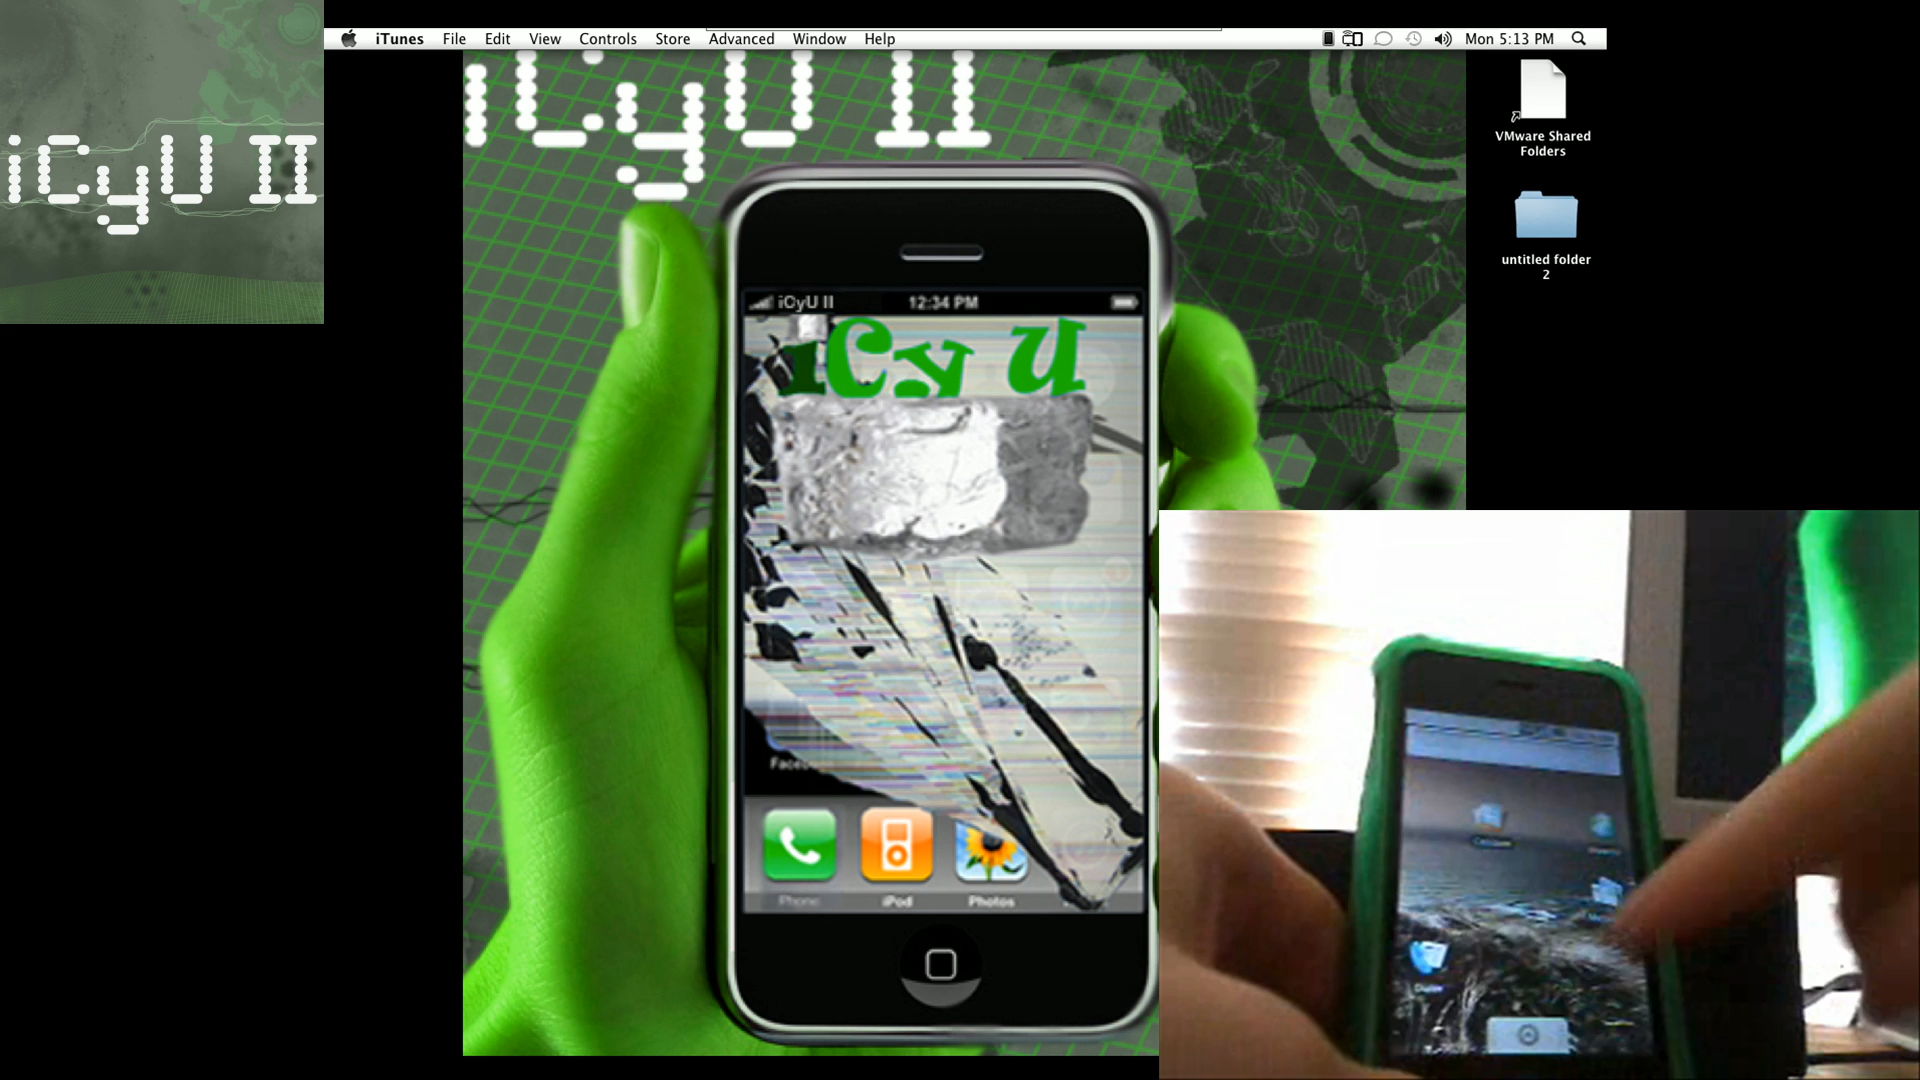 iCyU II
iTunes File Edit View Controls Store Advanced Window Help Mon 5:13 PM
iCyU II
VMware Shared
Folders
untitled folder
2
iCyU II 12:34 PM
iCy U
Phone iPod Photos